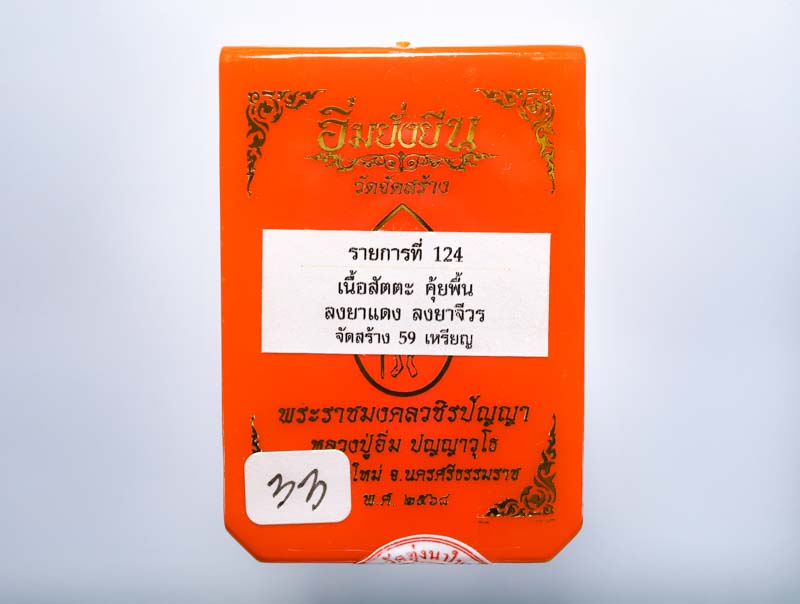 อิ่มยั่งยืน
วัดจัดสร้าง
รายการที่ 124
เนื้อสัตตะ คุ้ยพื้น
ลงยาแดง ลงยาจีวร
จัดสร้าง 59 เหรียญ
พระราชมงคลวชิรปัญญา
หลวงปู่อิ่ม ปญฺญาวุโธ
ใหม่ จ.นครศรีธรรมราช
พ.ศ. ๒๕๖๘
33
ทุ่งนาใ